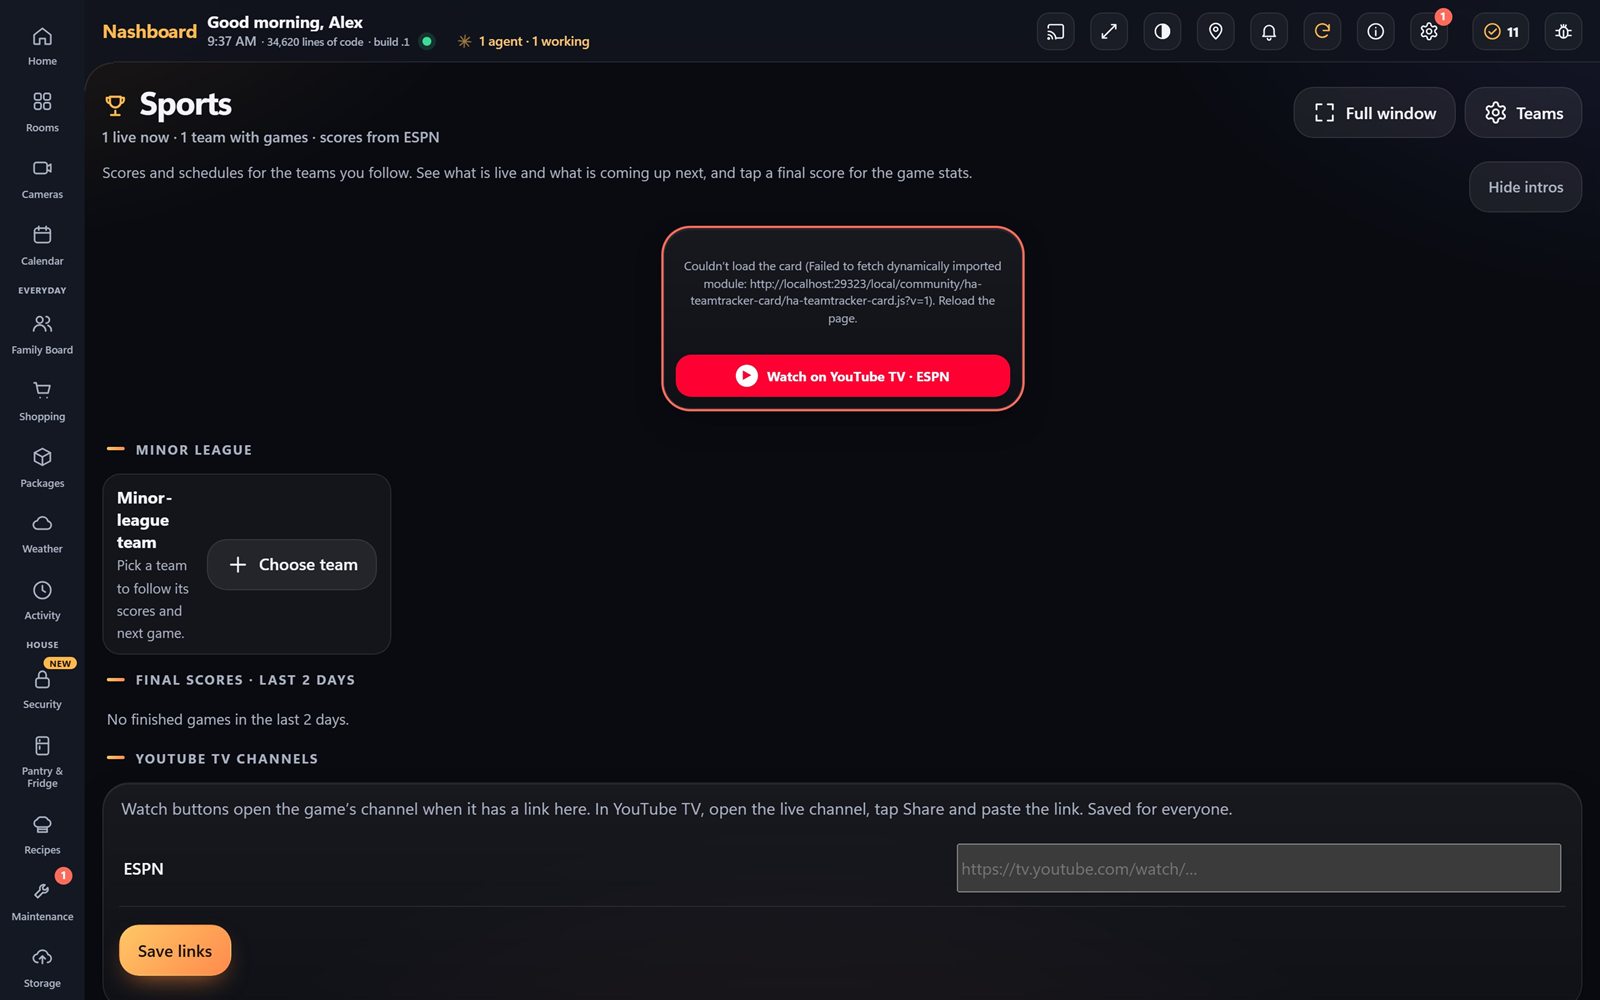 Nashboard
Good morning, Alex
9:37 AM · 34,620 lines of code · build .1
1 agent · 1 working
1
11
Home
Rooms
Cameras
Calendar
EVERYDAY
Family Board
Shopping
Packages
Weather
Activity
HOUSE
NEW
Security
Pantry &
Fridge
Recipes
1
Maintenance
Storage
Sports
1 live now · 1 team with games · scores from ESPN
Full window
Teams
Scores and schedules for the teams you follow. See what is live and what is coming up next, and tap a final score for the game stats.
Hide intros
Couldn't load the card (Failed to fetch dynamically imported
module: http://localhost:29323/local/community/ha-
teamtracker-card/ha-teamtracker-card.js?v=1). Reload the
page.
Watch on YouTube TV · ESPN
MINOR LEAGUE
Minor-
league
team
Pick a team
to follow its
scores and
next game.
Choose team
FINAL SCORES · LAST 2 DAYS
No finished games in the last 2 days.
YOUTUBE TV CHANNELS
Watch buttons open the game's channel when it has a link here. In YouTube TV, open the live channel, tap Share and paste the link. Saved for everyone.
ESPN
https://tv.youtube.com/watch/...
Save links